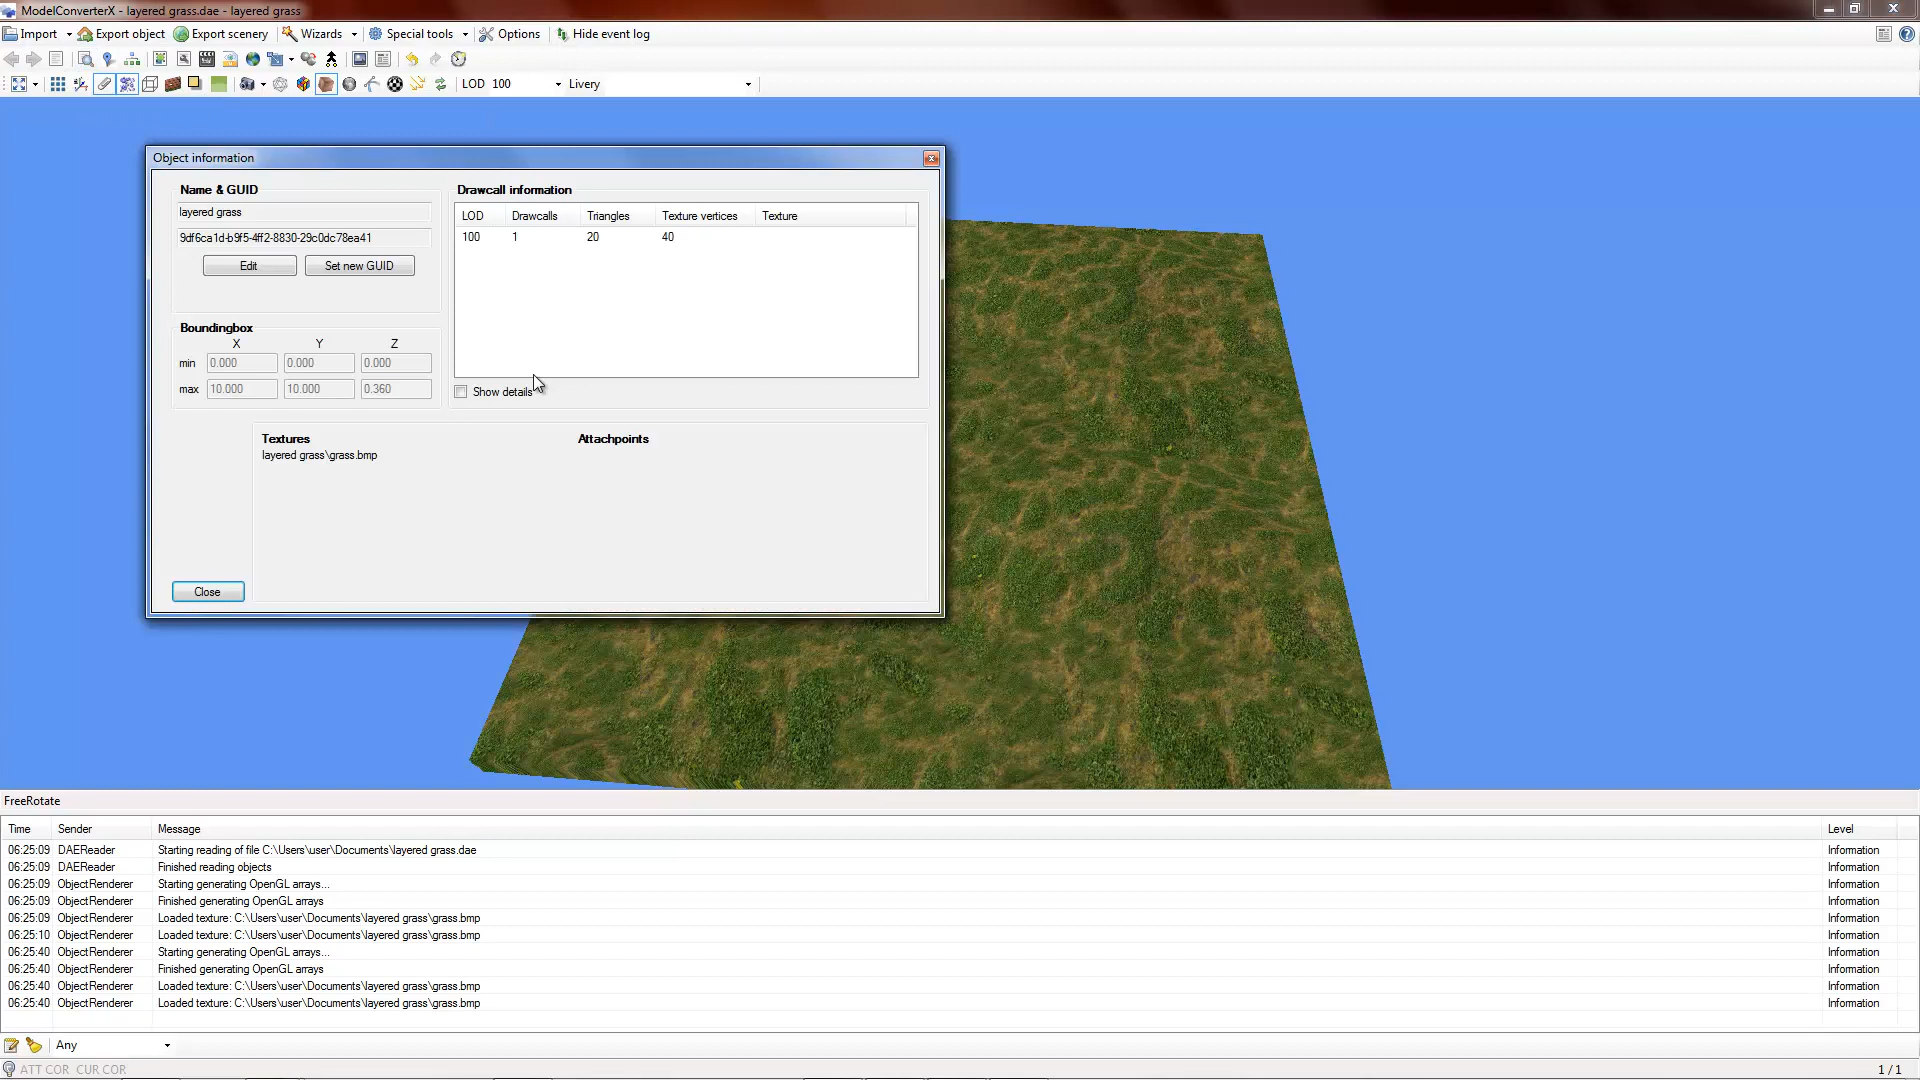 ModelConverterX - layered grass.dae - layered grass
Import Export object Export scenery Wizards Special tools Options Hide event log
LOD 100 Livery
Object information
Name & GUID
layered grass
9df6ca1d-b9f5-4ff2-8830-29c0dc78ea41
Edit Set new GUID
Boundingbox
X Y Z
min 0.000 0.000 0.000
max 10.000 10.000 0.360
Drawcall information
LOD Drawcalls Triangles Texture vertices Texture
100 1 20 40
Show details
Textures Attachpoints
layered grass\grass.bmp
Close
FreeRotate
Time Sender Message Level
06:25:09 DAEReader Starting reading of file C:\Users\user\Documents\layered grass.dae Information
06:25:09 DAEReader Finished reading objects Information
06:25:09 ObjectRenderer Starting generating OpenGL arrays... Information
06:25:09 ObjectRenderer Finished generating OpenGL arrays Information
06:25:09 ObjectRenderer Loaded texture: C:\Users\user\Documents\layered grass\grass.bmp Information
06:25:10 ObjectRenderer Loaded texture: C:\Users\user\Documents\layered grass\grass.bmp Information
06:25:40 ObjectRenderer Starting generating OpenGL arrays... Information
06:25:40 ObjectRenderer Finished generating OpenGL arrays Information
06:25:40 ObjectRenderer Loaded texture: C:\Users\user\Documents\layered grass\grass.bmp Information
06:25:40 ObjectRenderer Loaded texture: C:\Users\user\Documents\layered grass\grass.bmp Information
Any
ATT COR CUR COR 1 / 1